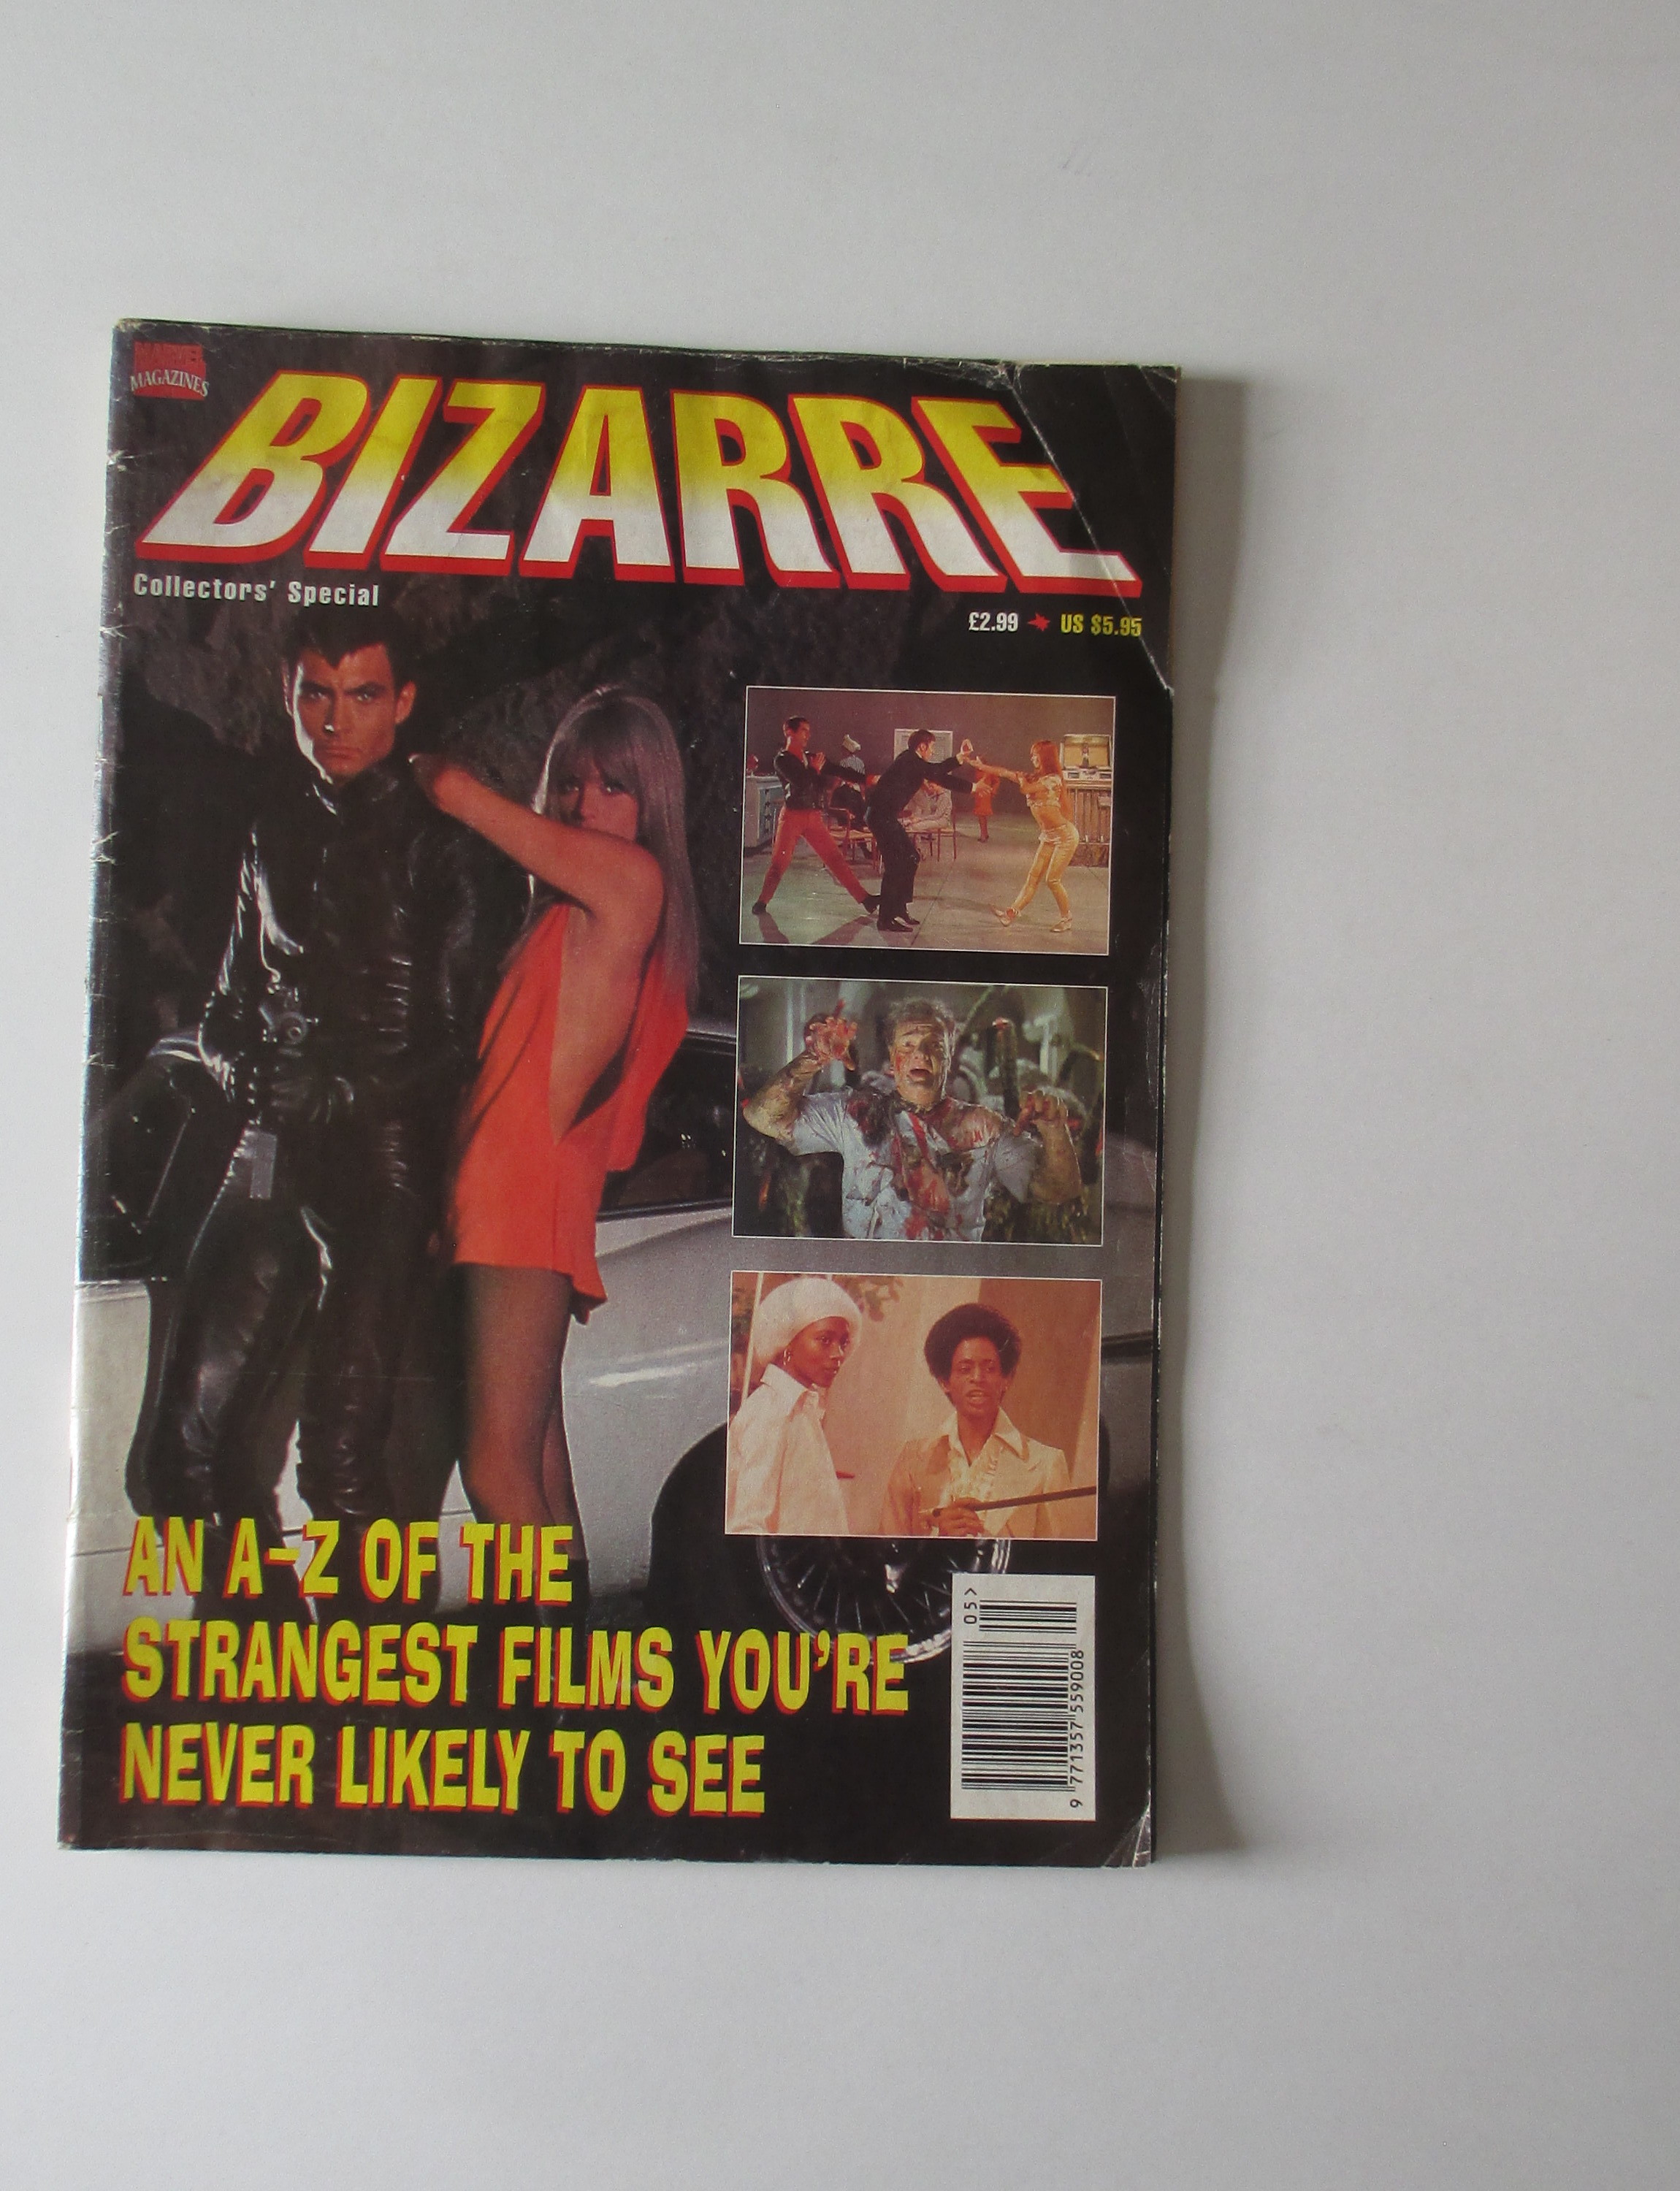 MARVEL
MAGAZINES
BIZARRE
Collectors' Special
£2.99 US $5.95
AN A-Z OF THE
STRANGEST FILMS YOU'RE
NEVER LIKELY TO SEE
05>
9 771357 559008